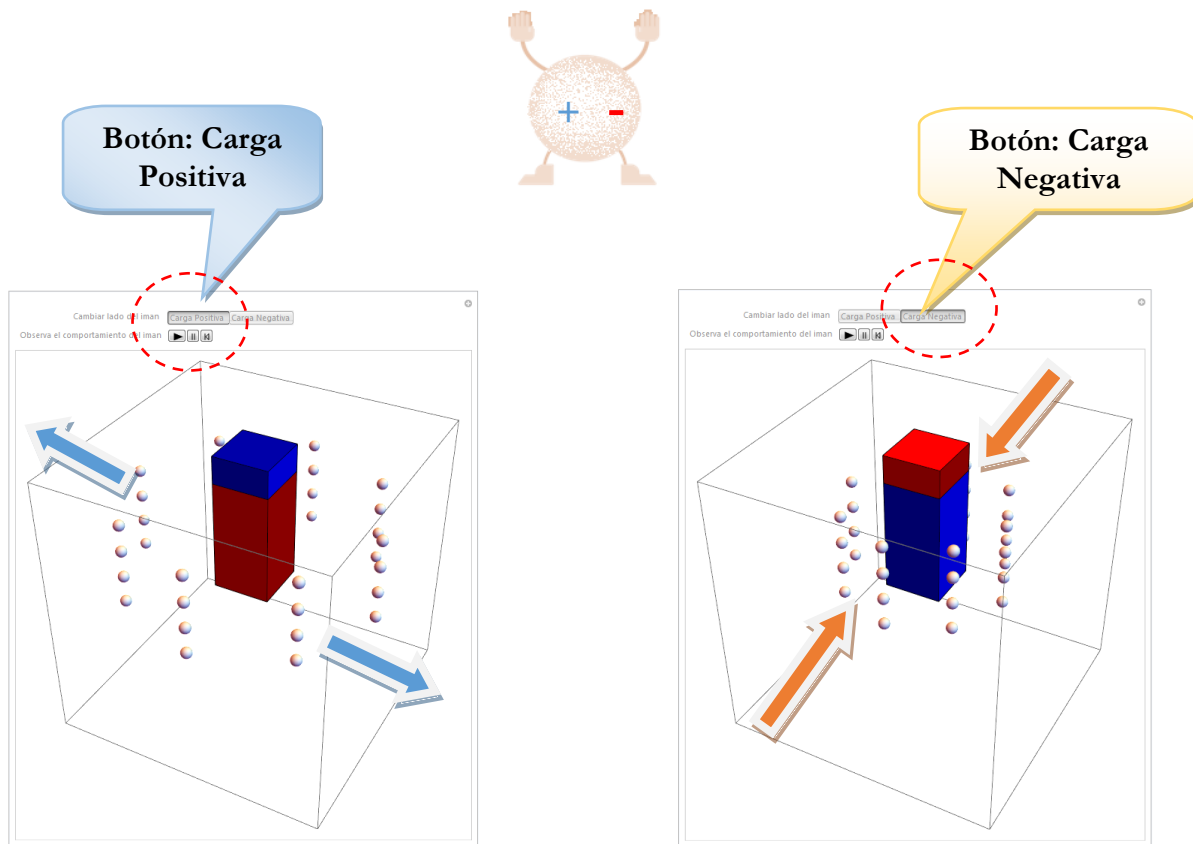 + -
Botón: Carga
Positiva
Botón: Carga
Negativa
Cambiar lado del iman Carga Positiva Carga Negativa
Observa el comportamiento del iman
Cambiar lado del iman Carga Positiva Carga Negativa
Observa el comportamiento del iman